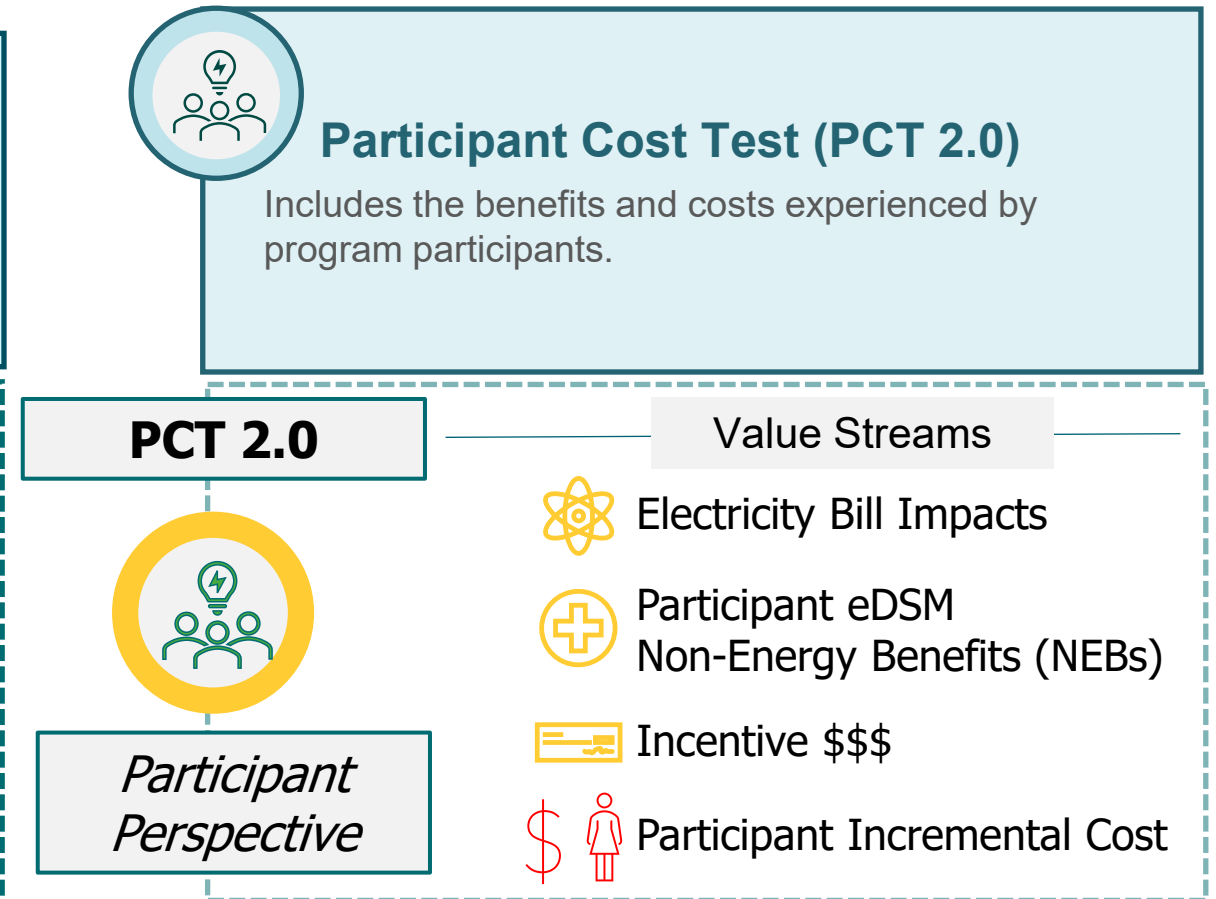 Participant Cost Test (PCT 2.0)
Includes the benefits and costs experienced by
program participants.
PCT 2.0
Value Streams
Electricity Bill Impacts
Participant eDSM
Non-Energy Benefits (NEBs)
Incentive $$$
Participant
Perspective
$ Participant Incremental Cost